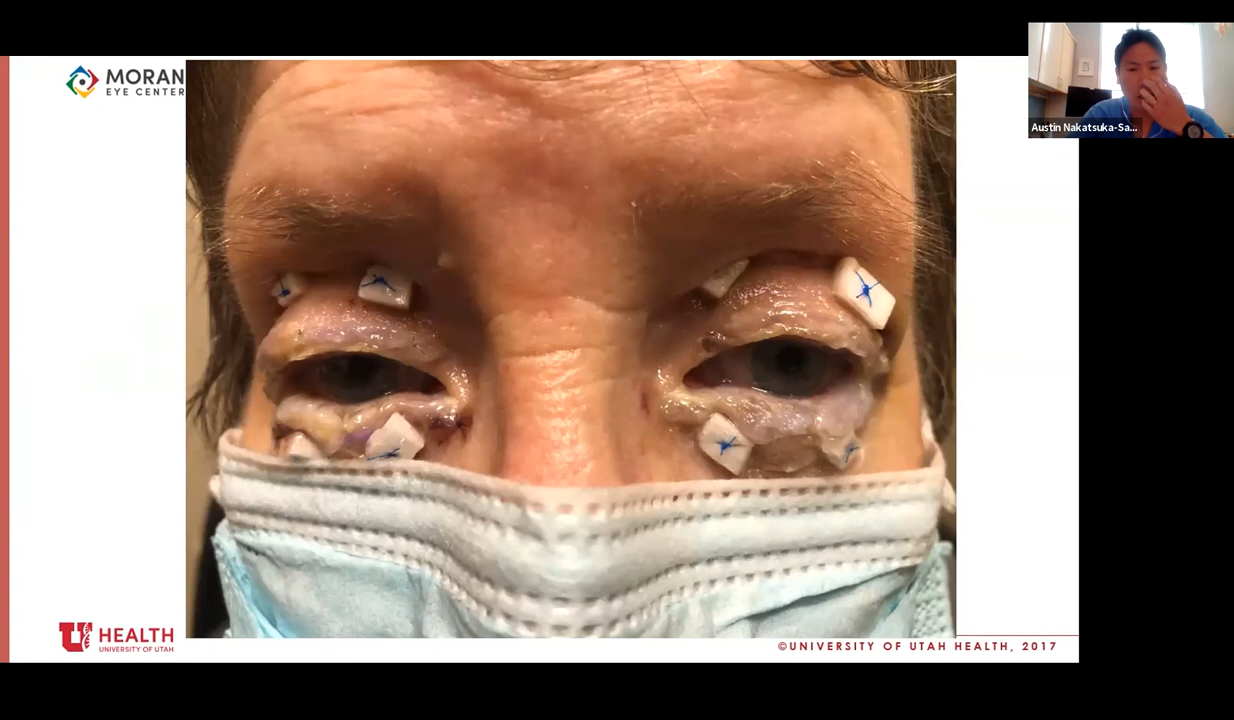 MORAN
EYE CENTER
Austin Nakatsuka-Sa...
U HEALTH
UNIVERSITY OF UTAH
©UNIVERSITY OF UTAH HEALTH, 2017